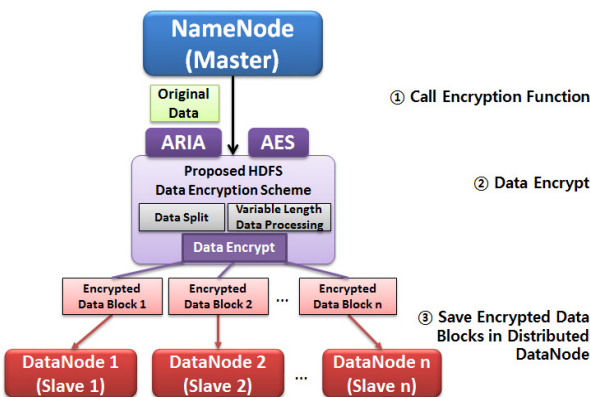 NameNode
(Master)
Original
Data
① Call Encryption Function
ARIA
AES
Proposed HDFS
Data Encryption Scheme
② Data Encrypt
Data Split
Variable Length
Data Processing
Data Encrypt
Encrypted
Data Block 1
Encrypted
Data Block 2
...
Encrypted
Data Block n
③ Save Encrypted Data
Blocks in Distributed
DataNode
DataNode 1
(Slave 1)
DataNode 2
(Slave 2)
...
DataNode n
(Slave n)